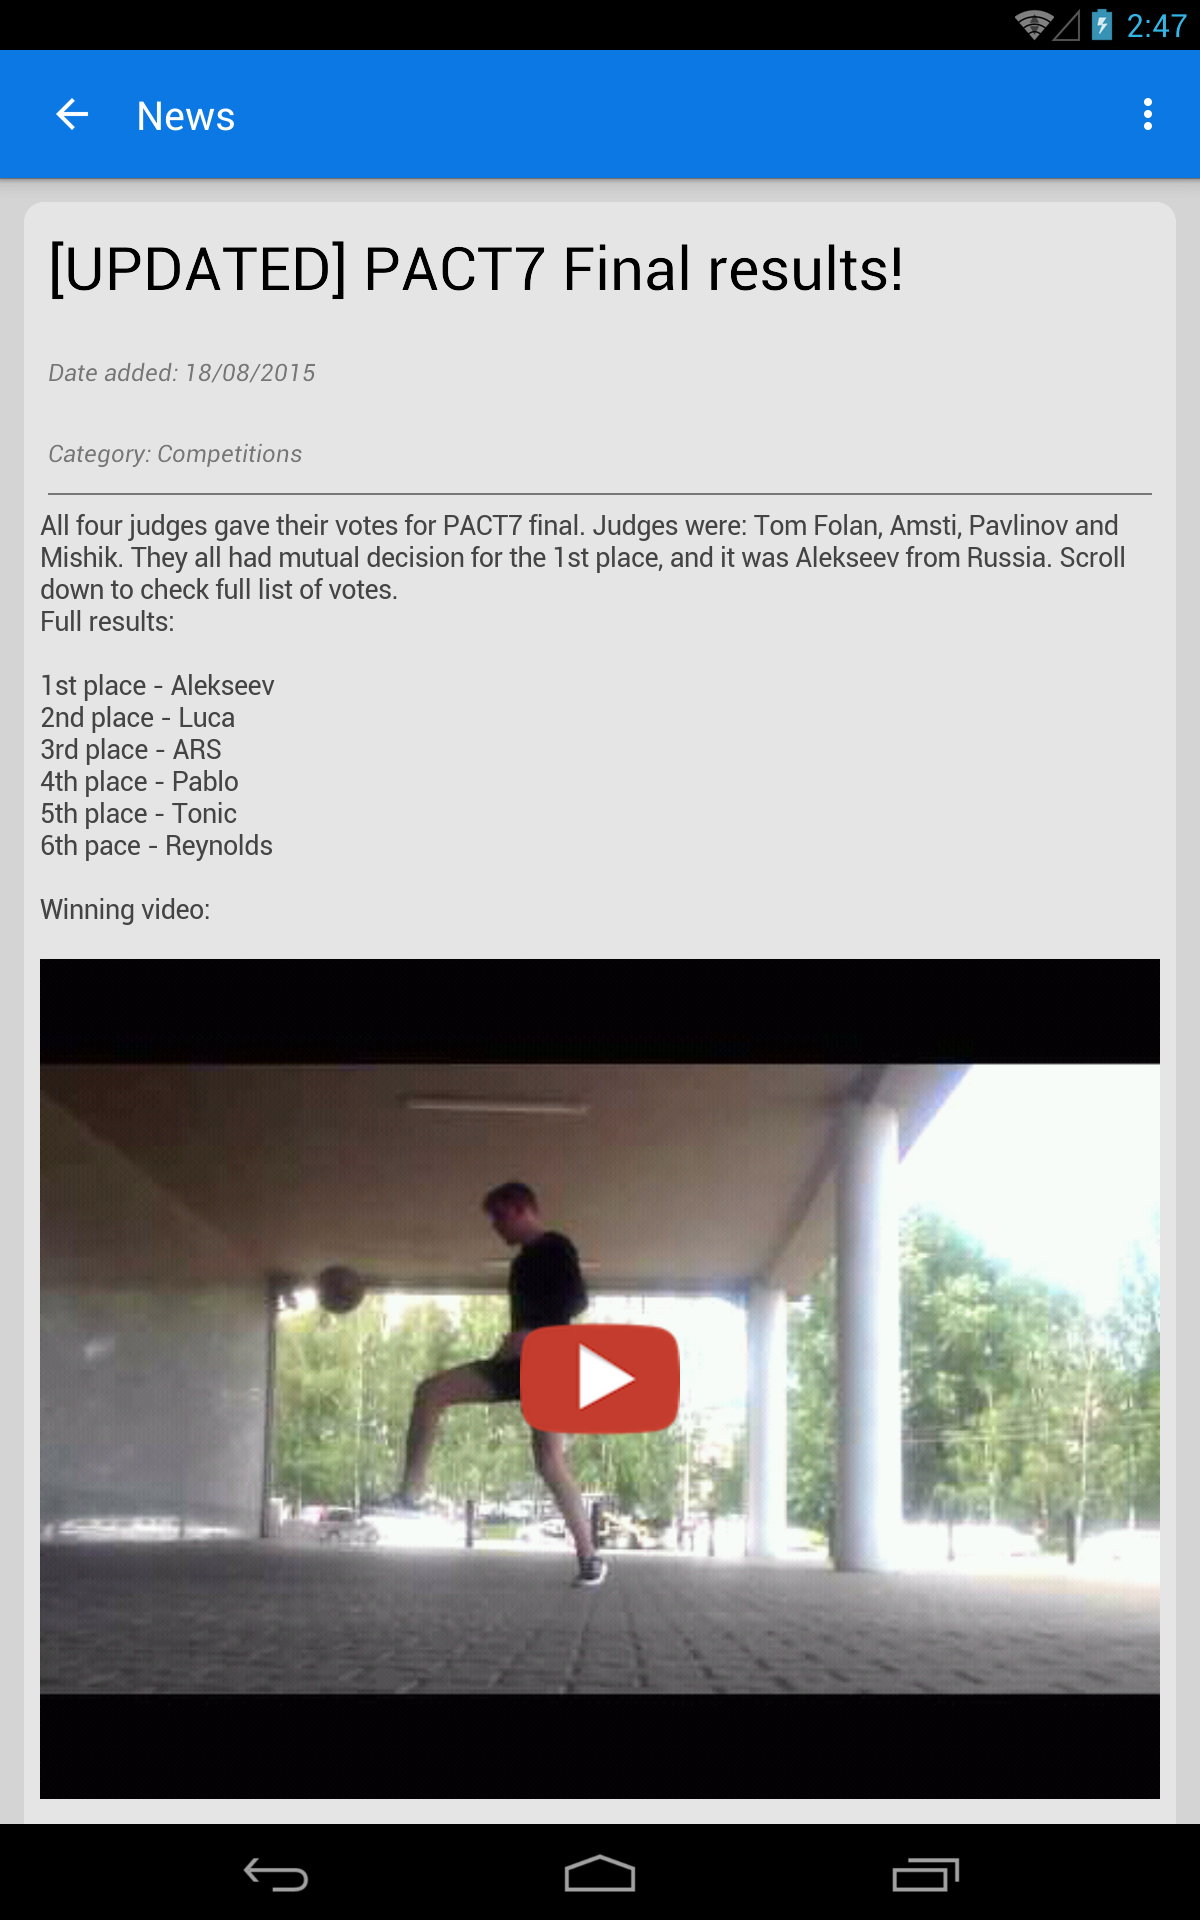 2:47
News
[UPDATED] PACT7 Final results!
Date added: 18/08/2015
Category: Competitions
All four judges gave their votes for PACT7 final. Judges were: Tom Folan, Amsti, Pavlinov and
Mishik. They all had mutual decision for the 1st place, and it was Alekseev from Russia. Scroll
down to check full list of votes.
Full results:
1st place - Alekseev
2nd place - Luca
3rd place - ARS
4th place - Pablo
5th place - Tonic
6th pace - Reynolds
Winning video: